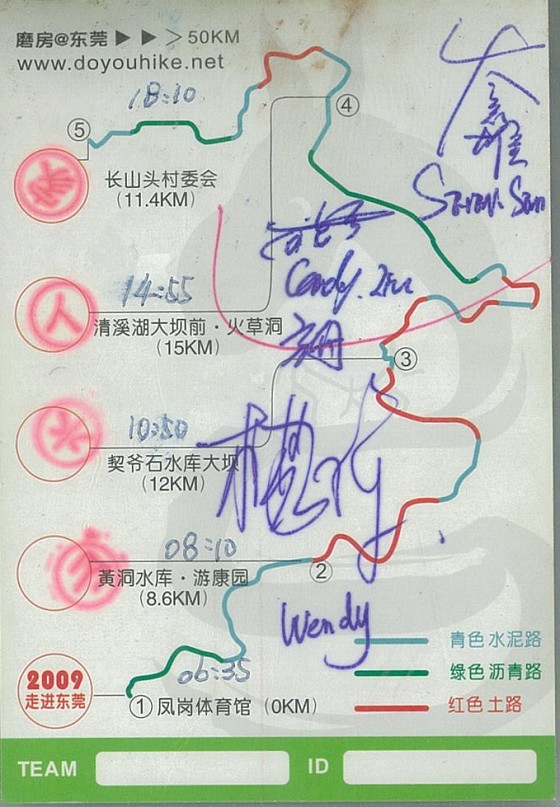 磨房@东莞 ▶ ▶ > 50KM
www.doyouhike.net
18:10
⑤
④
长山头村委会
(11.4KM)
Candy.
14:55
人
清溪湖大坝前·火草洞
(15KM)
③
10:50
契爷石水库大坝
(12KM)
08:10
黃洞水库·游康园
(8.6KM)
②
Wendy
青色水泥路
06:35
绿色沥青路
2009
走进东莞
① 凤岗体育馆 (0KM)
红色土路
TEAM
ID